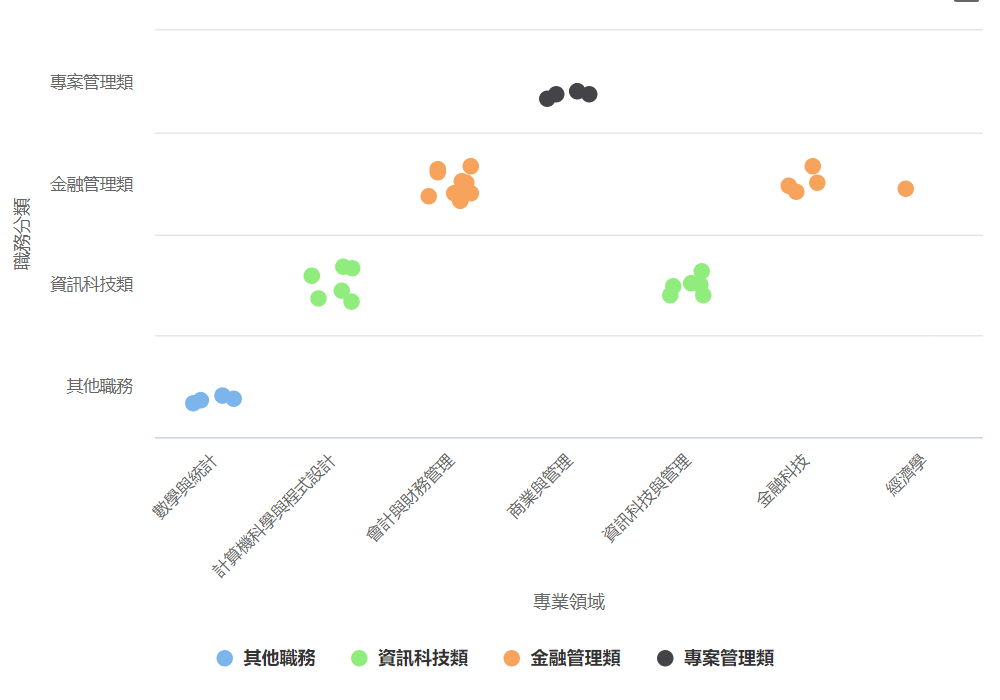 專案管理類
金融管理類
資訊科技類
其他職務
職務分類
數學與統計
計算機科學與程式設計
會計與財務管理
商業與管理
資訊科技與管理
金融科技
經濟學
專業領域
其他職務
資訊科技類
金融管理類
專案管理類